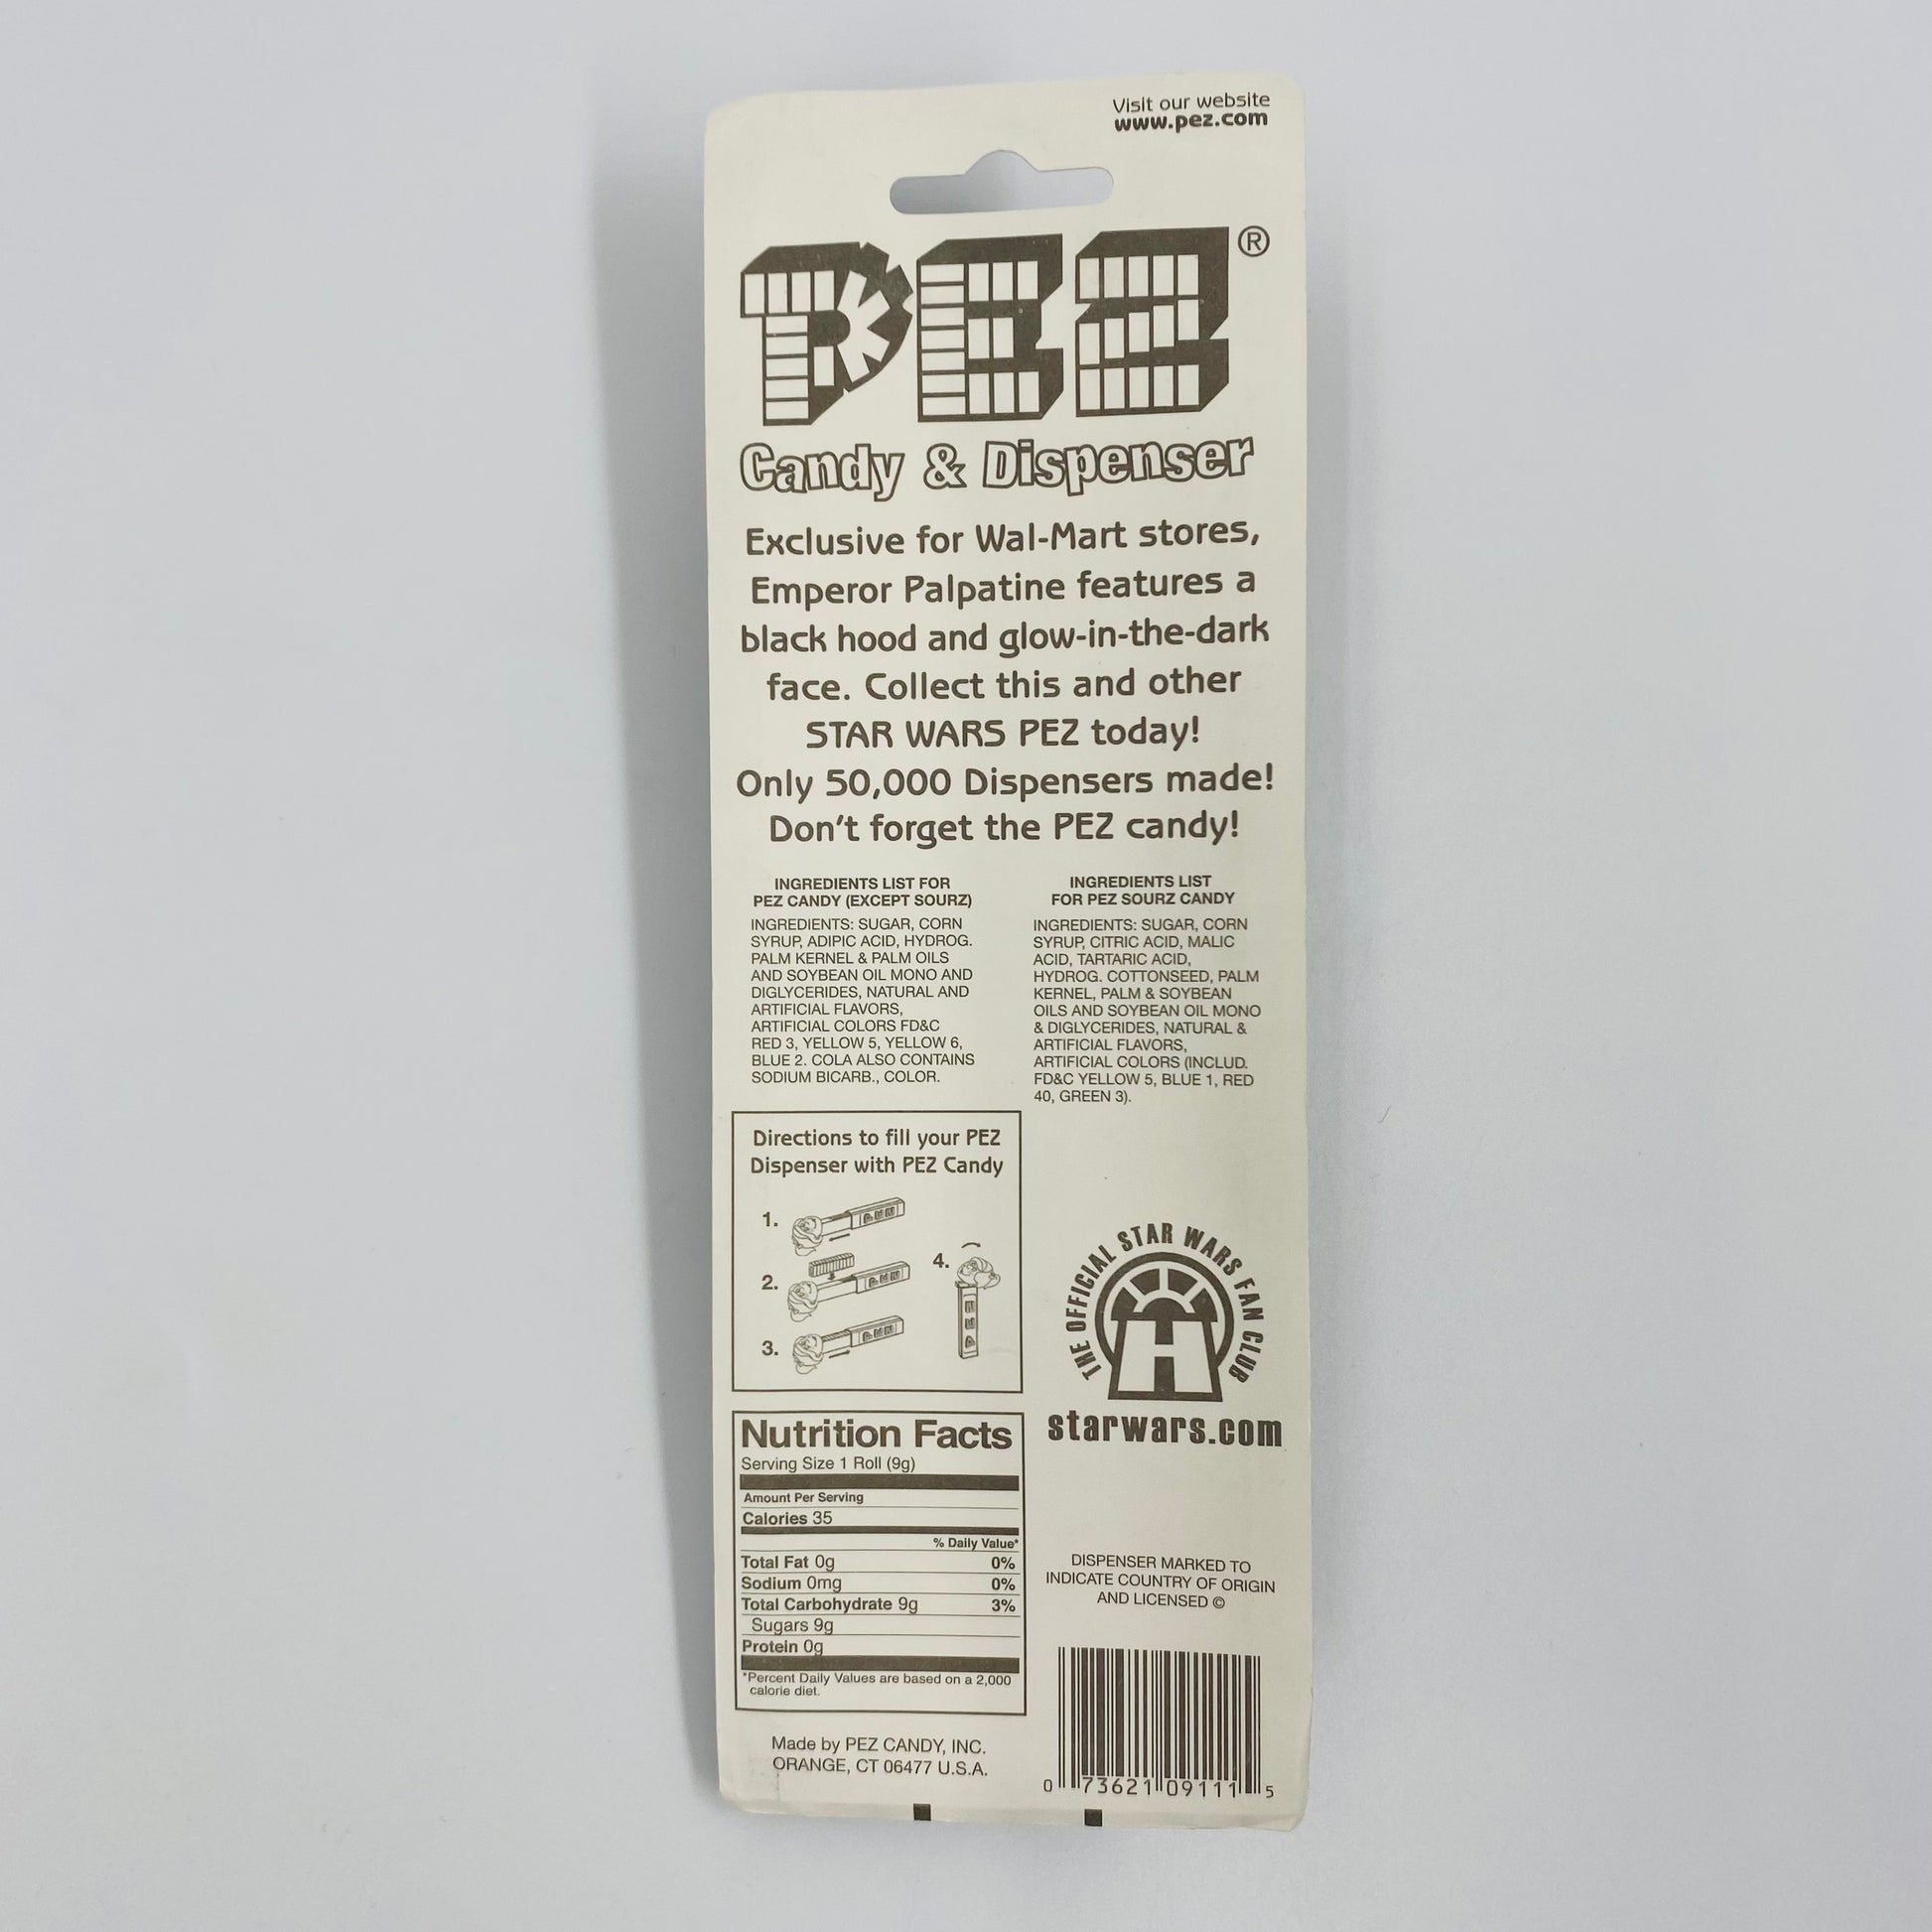 Visit our website
www.pez.com
PEZ®
Candy & Dispenser
Exclusive for Wal-Mart stores,
Emperor Palpatine features a
black hood and glow-in-the-dark
face. Collect this and other
STAR WARS PEZ today!
Only 50,000 Dispensers made!
Don't forget the PEZ candy!
INGREDIENTS LIST FOR
PEZ CANDY (EXCEPT SOURZ)
INGREDIENTS: SUGAR, CORN
SYRUP, ADIPIC ACID, HYDROG.
PALM KERNEL & PALM OILS
AND SOYBEAN OIL MONO AND
DIGLYCERIDES, NATURAL AND
ARTIFICIAL FLAVORS,
ARTIFICIAL COLORS FD&C
RED 3, YELLOW 5, YELLOW 6,
BLUE 2. COLA ALSO CONTAINS
SODIUM BICARB., COLOR.
INGREDIENTS LIST
FOR PEZ SOURZ CANDY
INGREDIENTS: SUGAR, CORN
SYRUP, CITRIC ACID, MALIC
ACID, TARTARIC ACID,
HYDROG. COTTONSEED, PALM
KERNEL, PALM & SOYBEAN
OILS AND SOYBEAN OIL MONO
& DIGLYCERIDES, NATURAL &
ARTIFICIAL FLAVORS,
ARTIFICIAL COLORS (INCLUD.
FD&C YELLOW 5, BLUE 1, RED
40, GREEN 3).
Directions to fill your PEZ
Dispenser with PEZ Candy
1.
PEZ
2.
PEZ
3.
PEZ
4.
PEZ
THE OFFICIAL STAR WARS FAN CLUB
starwars.com
Nutrition Facts
Serving Size 1 Roll (9g)
Amount Per Serving
Calories 35
% Daily Value*
Total Fat 0g 0%
Sodium 0mg 0%
Total Carbohydrate 9g 3%
Sugars 9g
Protein 0g
*Percent Daily Values are based on a 2,000
calorie diet.
DISPENSER MARKED TO
INDICATE COUNTRY OF ORIGIN
AND LICENSED ©
Made by PEZ CANDY, INC.
ORANGE, CT 06477 U.S.A.
0 73621 09111 5